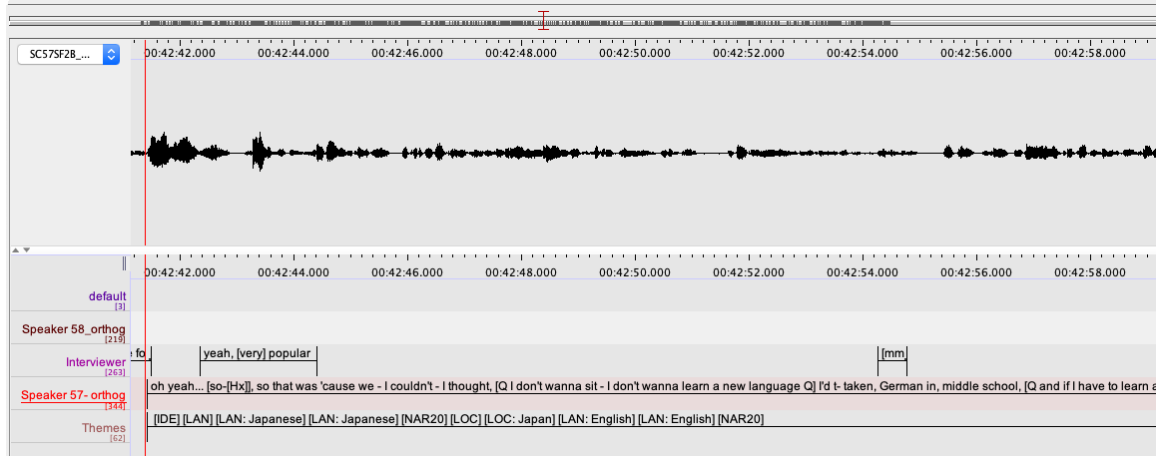 SC57SF2B_...
00:42:42.000 00:42:44.000 00:42:46.000 00:42:48.000 00:42:50.000 00:42:52.000 00:42:54.000 00:42:56.000 00:42:58.000
00:42:42.000 00:42:44.000 00:42:46.000 00:42:48.000 00:42:50.000 00:42:52.000 00:42:54.000 00:42:56.000 00:42:58.000
default
[3]
Speaker 58_orthog
[219]
Interviewer fo yeah, [very] popular [mm
[263]
Speaker 57- orthog oh yeah... [so-[Hx]], so that was 'cause we - I couldn't - I thought, [Q I don't wanna sit - I don't wanna learn a new language Q] I'd t- taken, German in, middle school, [Q and if I have to learn a
[344]
Themes [IDE] [LAN] [LAN: Japanese] [LAN: Japanese] [NAR20] [LOC] [LOC: Japan] [LAN: English] [LAN: English] [NAR20]
[62]